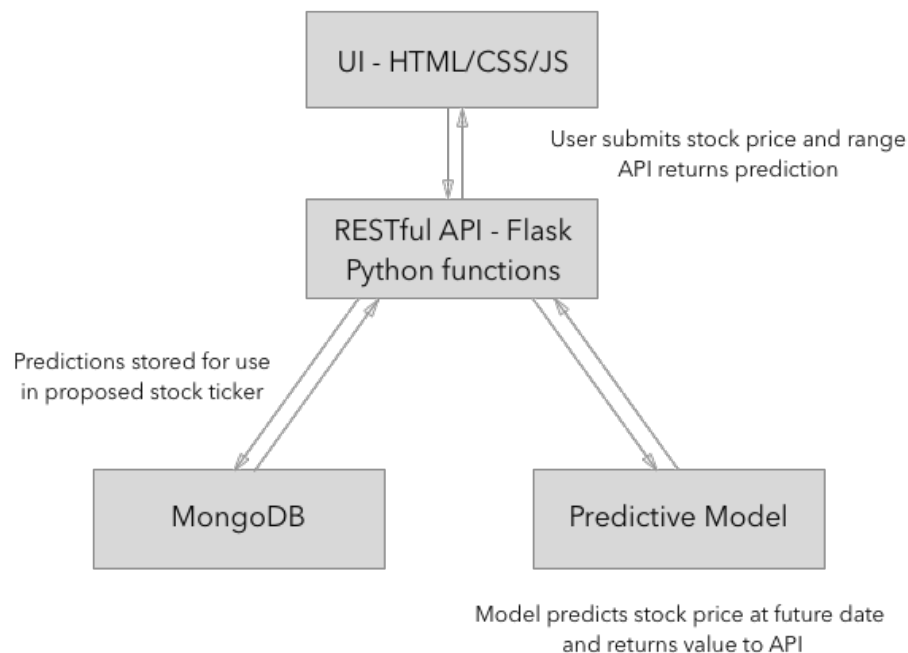 UI - HTML/CSS/JS
User submits stock price and range
API returns prediction
RESTful API - Flask
Python functions
Predictions stored for use
in proposed stock ticker
MongoDB
Predictive Model
Model predicts stock price at future date
and returns value to API